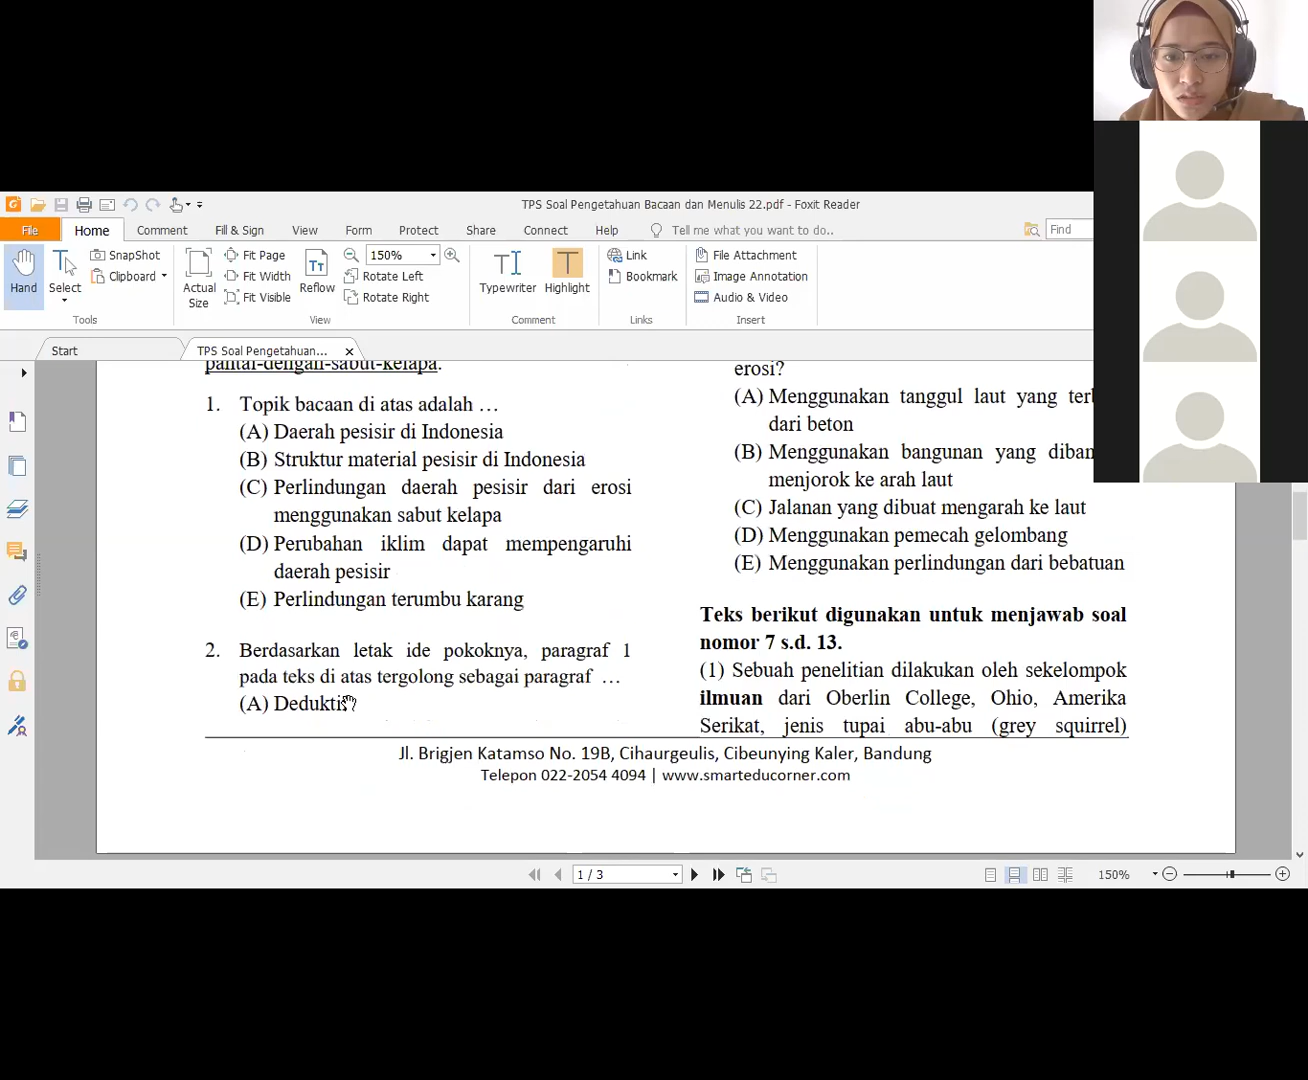 TPS Soal Pengetahuan Bacaan dan Menulis 22.pdf - Foxit Reader
File Home Comment Fill & Sign View Form Protect Share Connect Help Tell me what you want to do.. Find
Hand
Select
SnapShot
Clipboard
Tools
Actual Size
Fit Page
Fit Width
Fit Visible
Reflow
150%
Rotate Left
Rotate Right
View
Typewriter
Highlight
Comment
Link
Bookmark
Links
File Attachment
Image Annotation
Audio & Video
Insert
Start
TPS Soal Pengetahuan...
pantai-dengan-sabut-kelapa.
1. Topik bacaan di atas adalah …
(A) Daerah pesisir di Indonesia
(B) Struktur material pesisir di Indonesia
(C) Perlindungan daerah pesisir dari erosi
menggunakan sabut kelapa
(D) Perubahan iklim dapat mempengaruhi
daerah pesisir
(E) Perlindungan terumbu karang
2. Berdasarkan letak ide pokoknya, paragraf 1
pada teks di atas tergolong sebagai paragraf …
(A) Deduktif
erosi?
(A) Menggunakan tanggul laut yang
dari beton
(B) Menggunakan bangunan yang
menjorok ke arah laut
(C) Jalanan yang dibuat mengarah ke laut
(D) Menggunakan pemecah gelombang
(E) Menggunakan perlindungan dari bebatuan
Teks berikut digunakan untuk menjawab soal
nomor 7 s.d. 13.
(1) Sebuah penelitian dilakukan oleh sekelompok
ilmuan dari Oberlin College, Ohio, Amerika
Serikat, jenis tupai abu-abu (grey squirrel)
Jl. Brigjen Katamso No. 19B, Cihaurgeulis, Cibeunying Kaler, Bandung
Telepon 022-2054 4094 | www.smarteducorner.com
1 / 3
150%